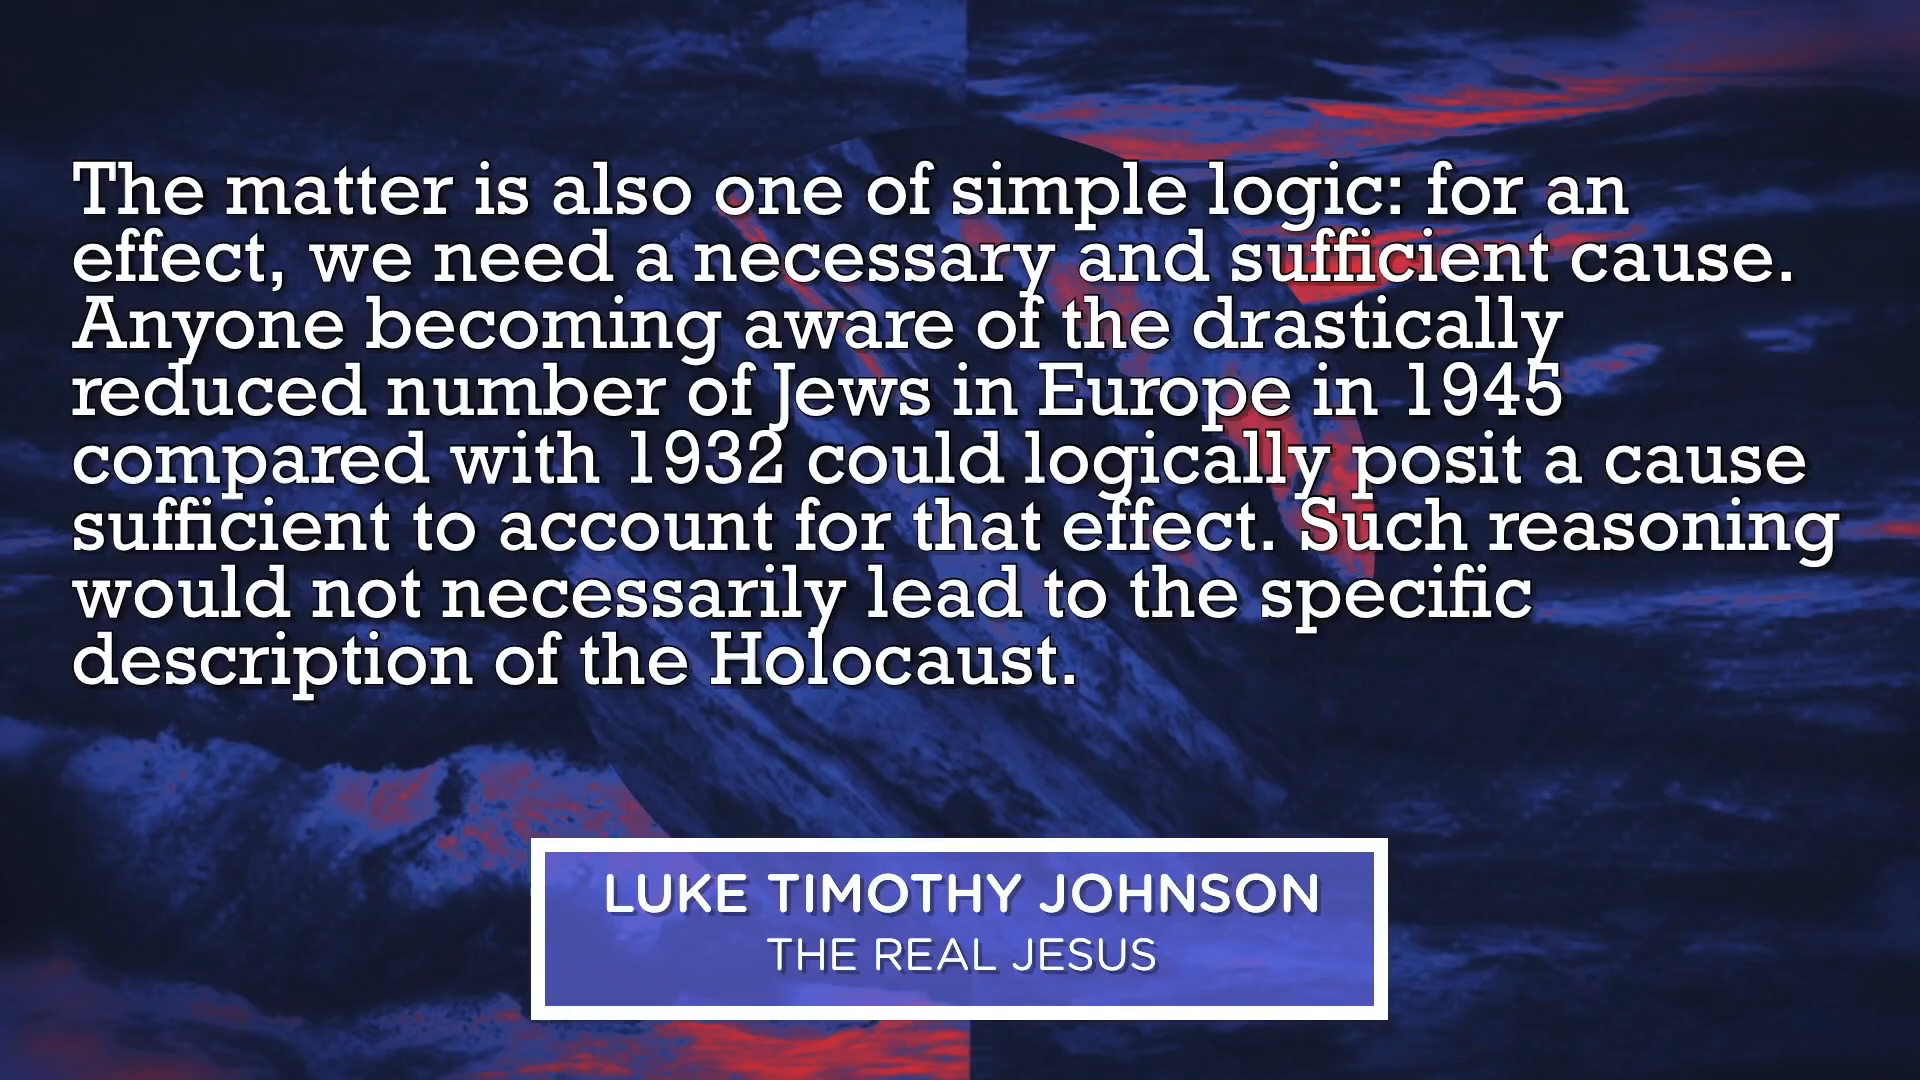 The matter is also one of simple logic: for an
effect, we need a necessary and sufficient cause.
Anyone becoming aware of the drastically
reduced number of Jews in Europe in 1945
compared with 1932 could logically posit a cause
sufficient to account for that effect. Such reasoning
would not necessarily lead to the specific
description of the Holocaust.
LUKE TIMOTHY JOHNSON
THE REAL JESUS